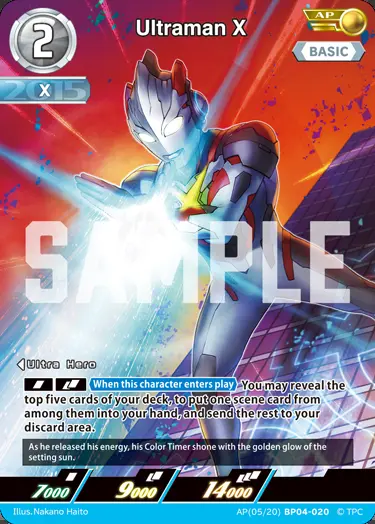 Ultraman X
AP
2
BASIC
2015
X
SAMPLE
Ultra Hero
When this character enters play You may reveal the
top five cards of your deck, to put one scene card from
among them into your hand, and send the rest to your
discard area.
As he released his energy, his Color Timer shone with the golden glow of the
setting sun.
7000 9000 14000
Illus.Nakano Haito AP(05/20) BP04-020 © TPC